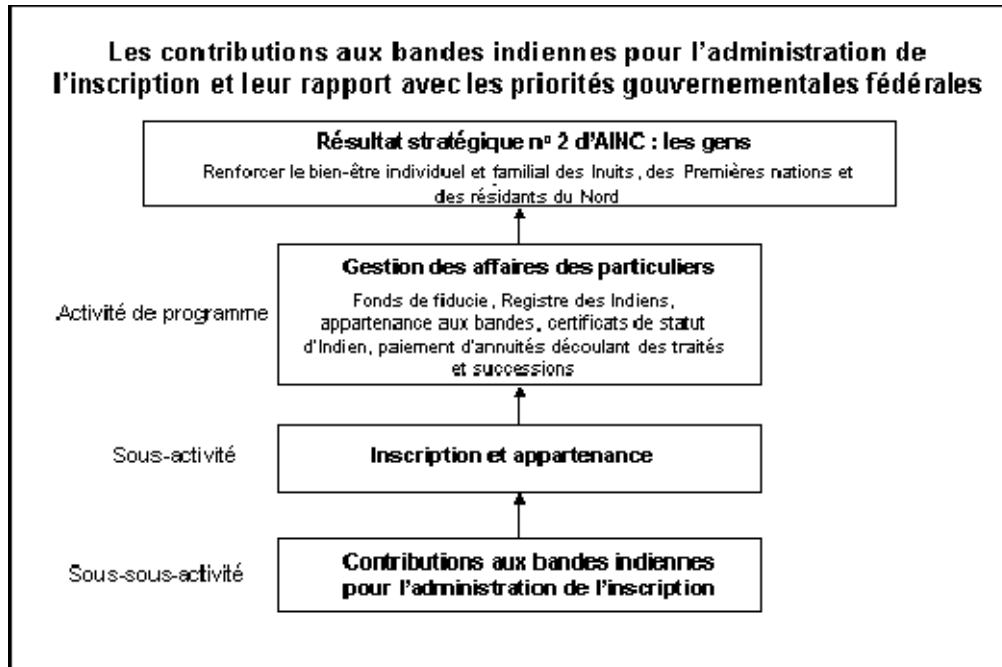 Les contributions aux bandes indiennes pour l'administration de
l'inscription et leur rapport avec les priorités gouvernementales fédérales
Résultat stratégique nº 2 d'AINC : les gens
Renforcer le bien-être individuel et familial des Inuits, des Premières nations et
des résidants du Nord
Activité de programme
Gestion des affaires des particuliers
Fonds de fiducie, Registre des Indiens,
appartenance aux bandes, certificats de statut
d'Indien, paiement d'annuités découlant des traités
et successions
Sous-activité
Inscription et appartenance
Sous-sous-activité
Contributions aux bandes indiennes
pour l'administration de l'inscription